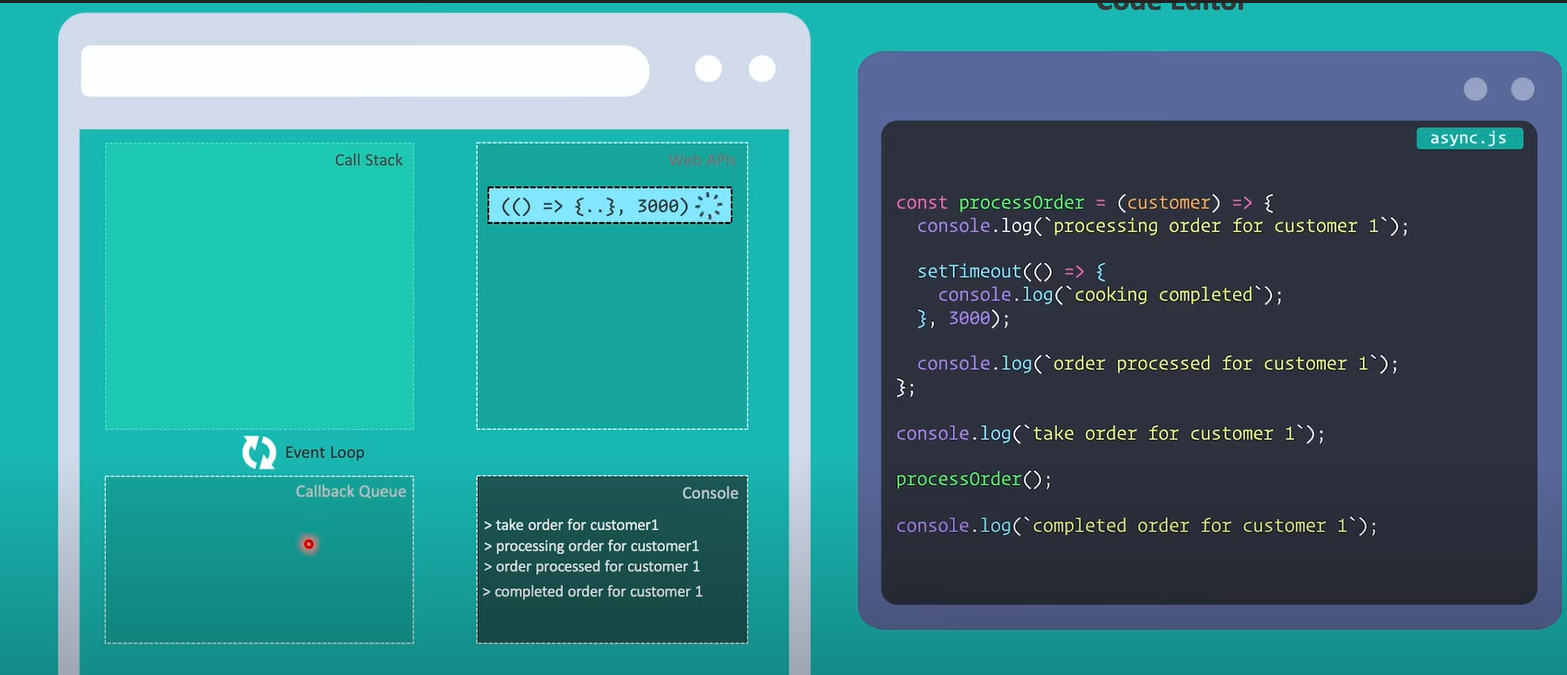 Code Editor
Call Stack
Web APIs
(() => {..}, 3000)
Event Loop
Callback Queue
Console
> take order for customer1
> processing order for customer1
> order processed for customer 1
> completed order for customer 1
async.js
const processOrder = (customer) => {
  console.log(`processing order for customer 1`);
  setTimeout(() => {
    console.log(`cooking completed`);
  }, 3000);
  console.log(`order processed for customer 1`);
};
console.log(`take order for customer 1`);
processOrder();
console.log(`completed order for customer 1`);